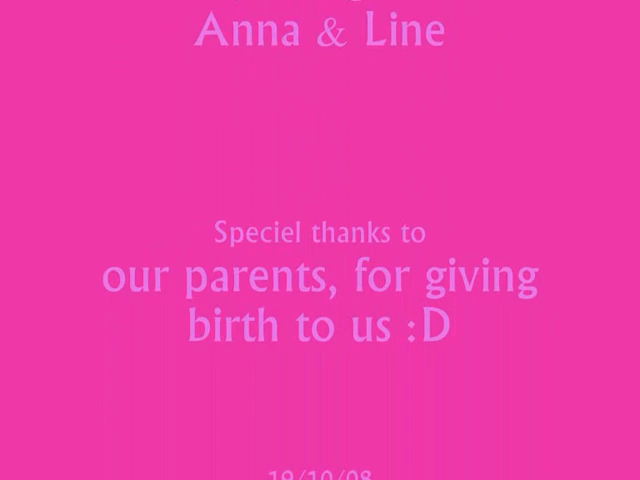 Anna & Line
Speciel thanks to
our parents, for giving
birth to us :D
19/10/08